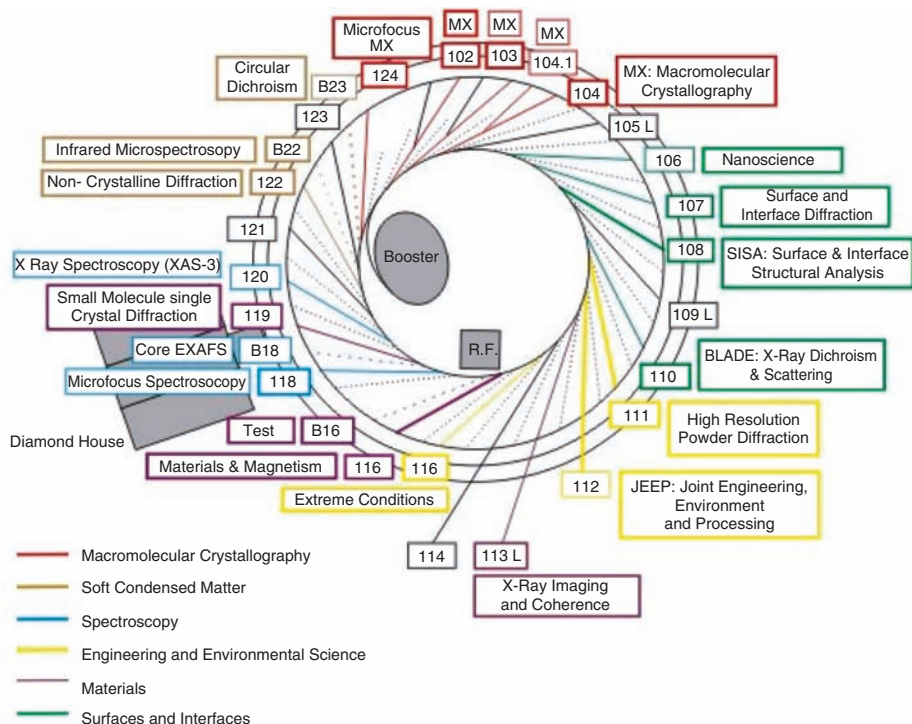 Microfocus
MX
MX
MX
MX
124
102
103
104.1
104
MX: Macromolecular
Crystallography
Circular
Dichroism
B23
123
105 L
Infrared Microspectrosopy
B22
106
Nanoscience
Non- Crystalline Diffraction
122
107
Surface and
Interface Diffraction
121
Booster
108
SISA: Surface & Interface
Structural Analysis
X Ray Spectroscopy (XAS-3)
120
Small Molecule single
Crystal Diffraction
119
109 L
R.F.
Core EXAFS
B18
BLADE: X-Ray Dichroism
& Scattering
110
Microfocus Spectrosocopy
118
111
High Resolution
Powder Diffraction
Diamond House
Test
B16
Materials & Magnetism
116
116
112
JEEP: Joint Engineering,
Environment
and Processing
Extreme Conditions
114
113 L
X-Ray Imaging
and Coherence
Macromolecular Crystallography
Soft Condensed Matter
Spectroscopy
Engineering and Environmental Science
Materials
Surfaces and Interfaces